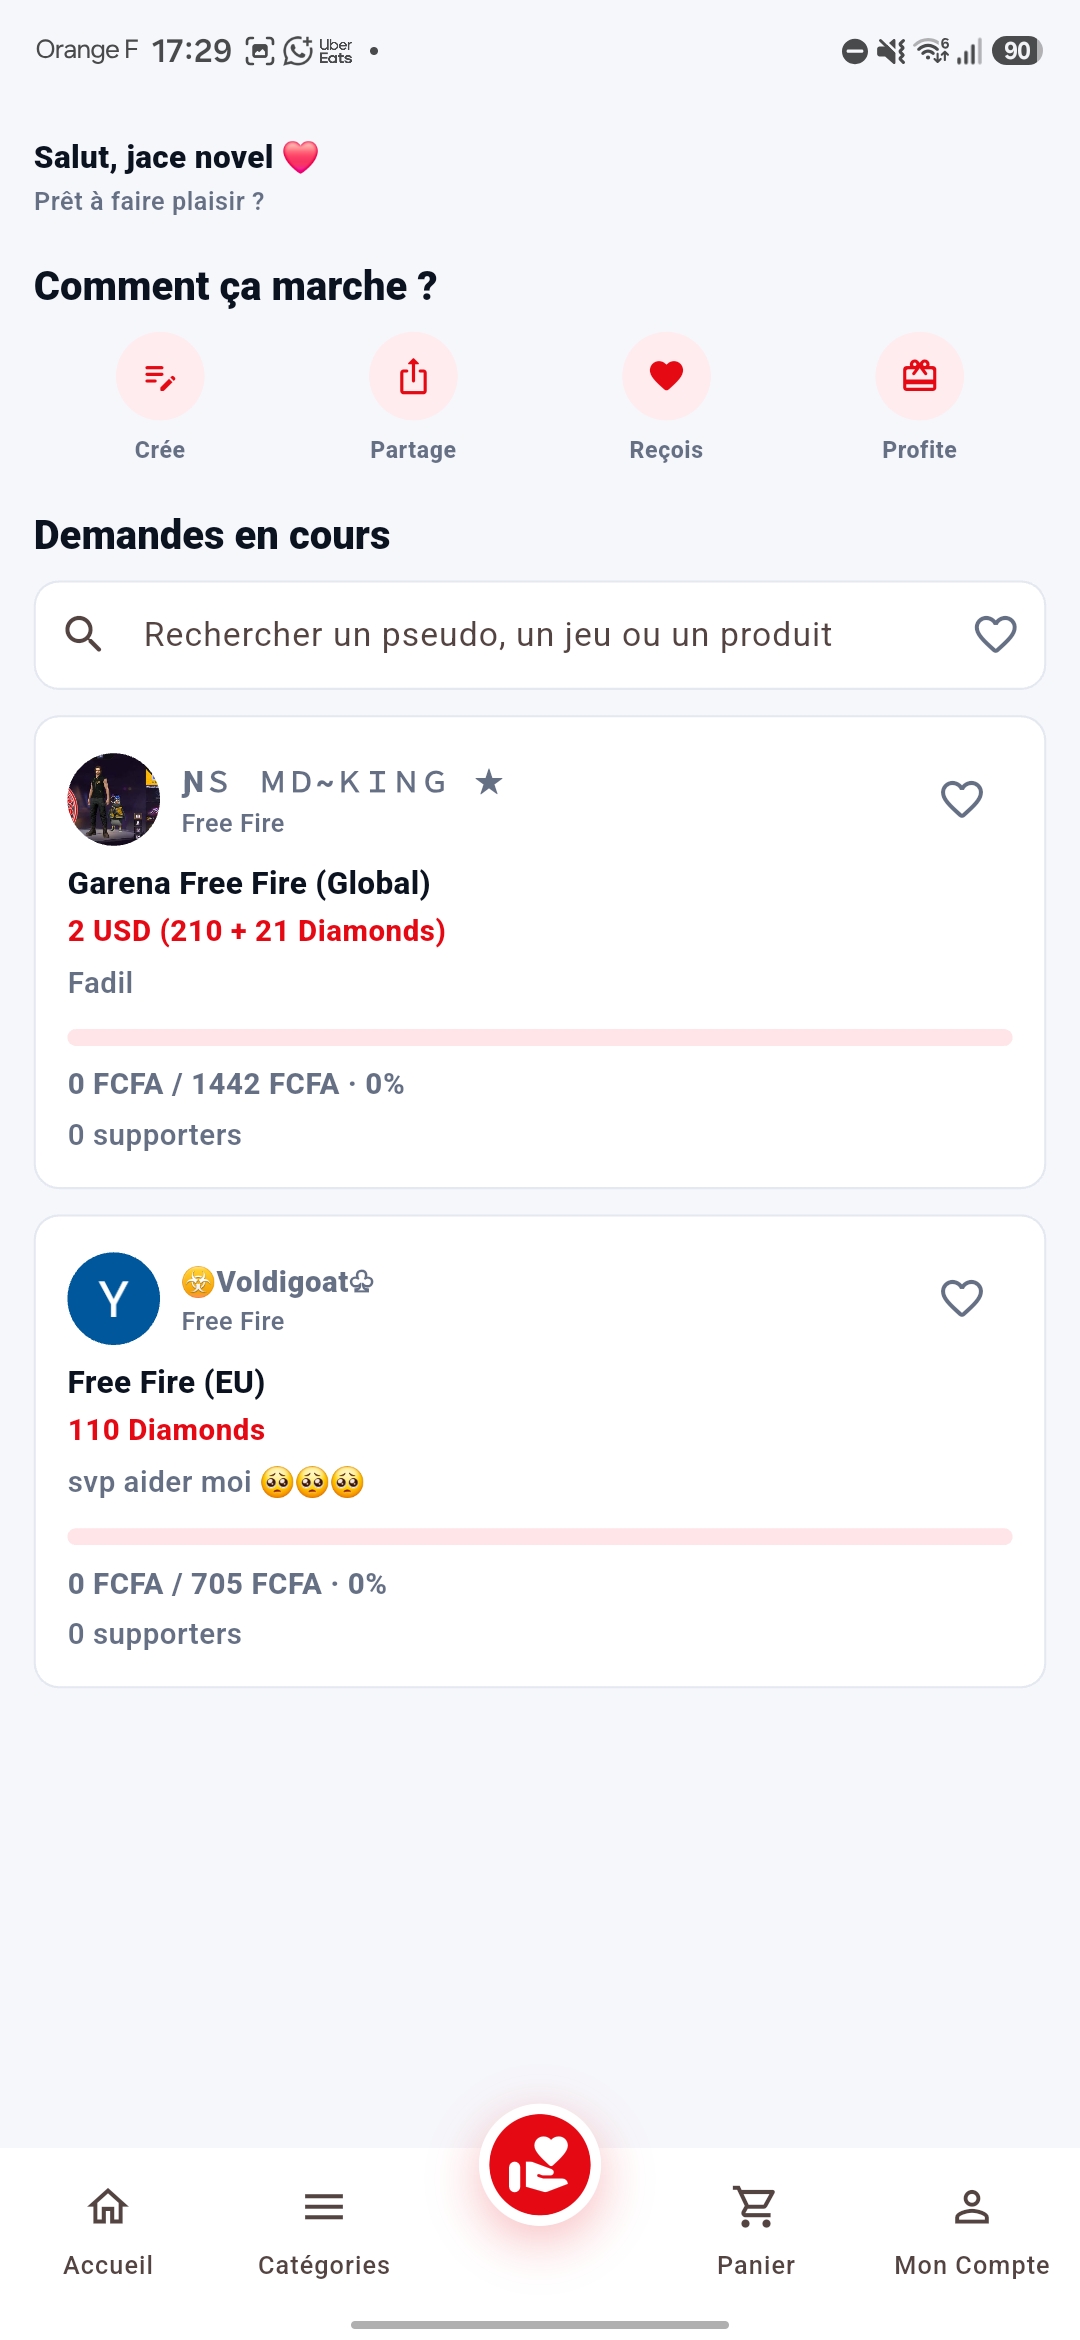 Orange F 17:29 Uber Eats 90
Salut, jace novel ❤️
Prêt à faire plaisir ?
Comment ça marche ?
Crée Partage Reçois Profite
Demandes en cours
Rechercher un pseudo, un jeu ou un produit
ƝS MD~KING ★
Free Fire
Garena Free Fire (Global)
2 USD (210 + 21 Diamonds)
Fadil
0 FCFA / 1442 FCFA · 0%
0 supporters
Y
☣️Voldigoat♧
Free Fire
Free Fire (EU)
110 Diamonds
svp aider moi 🥺🥺🥺
0 FCFA / 705 FCFA · 0%
0 supporters
Accueil Catégories Panier Mon Compte